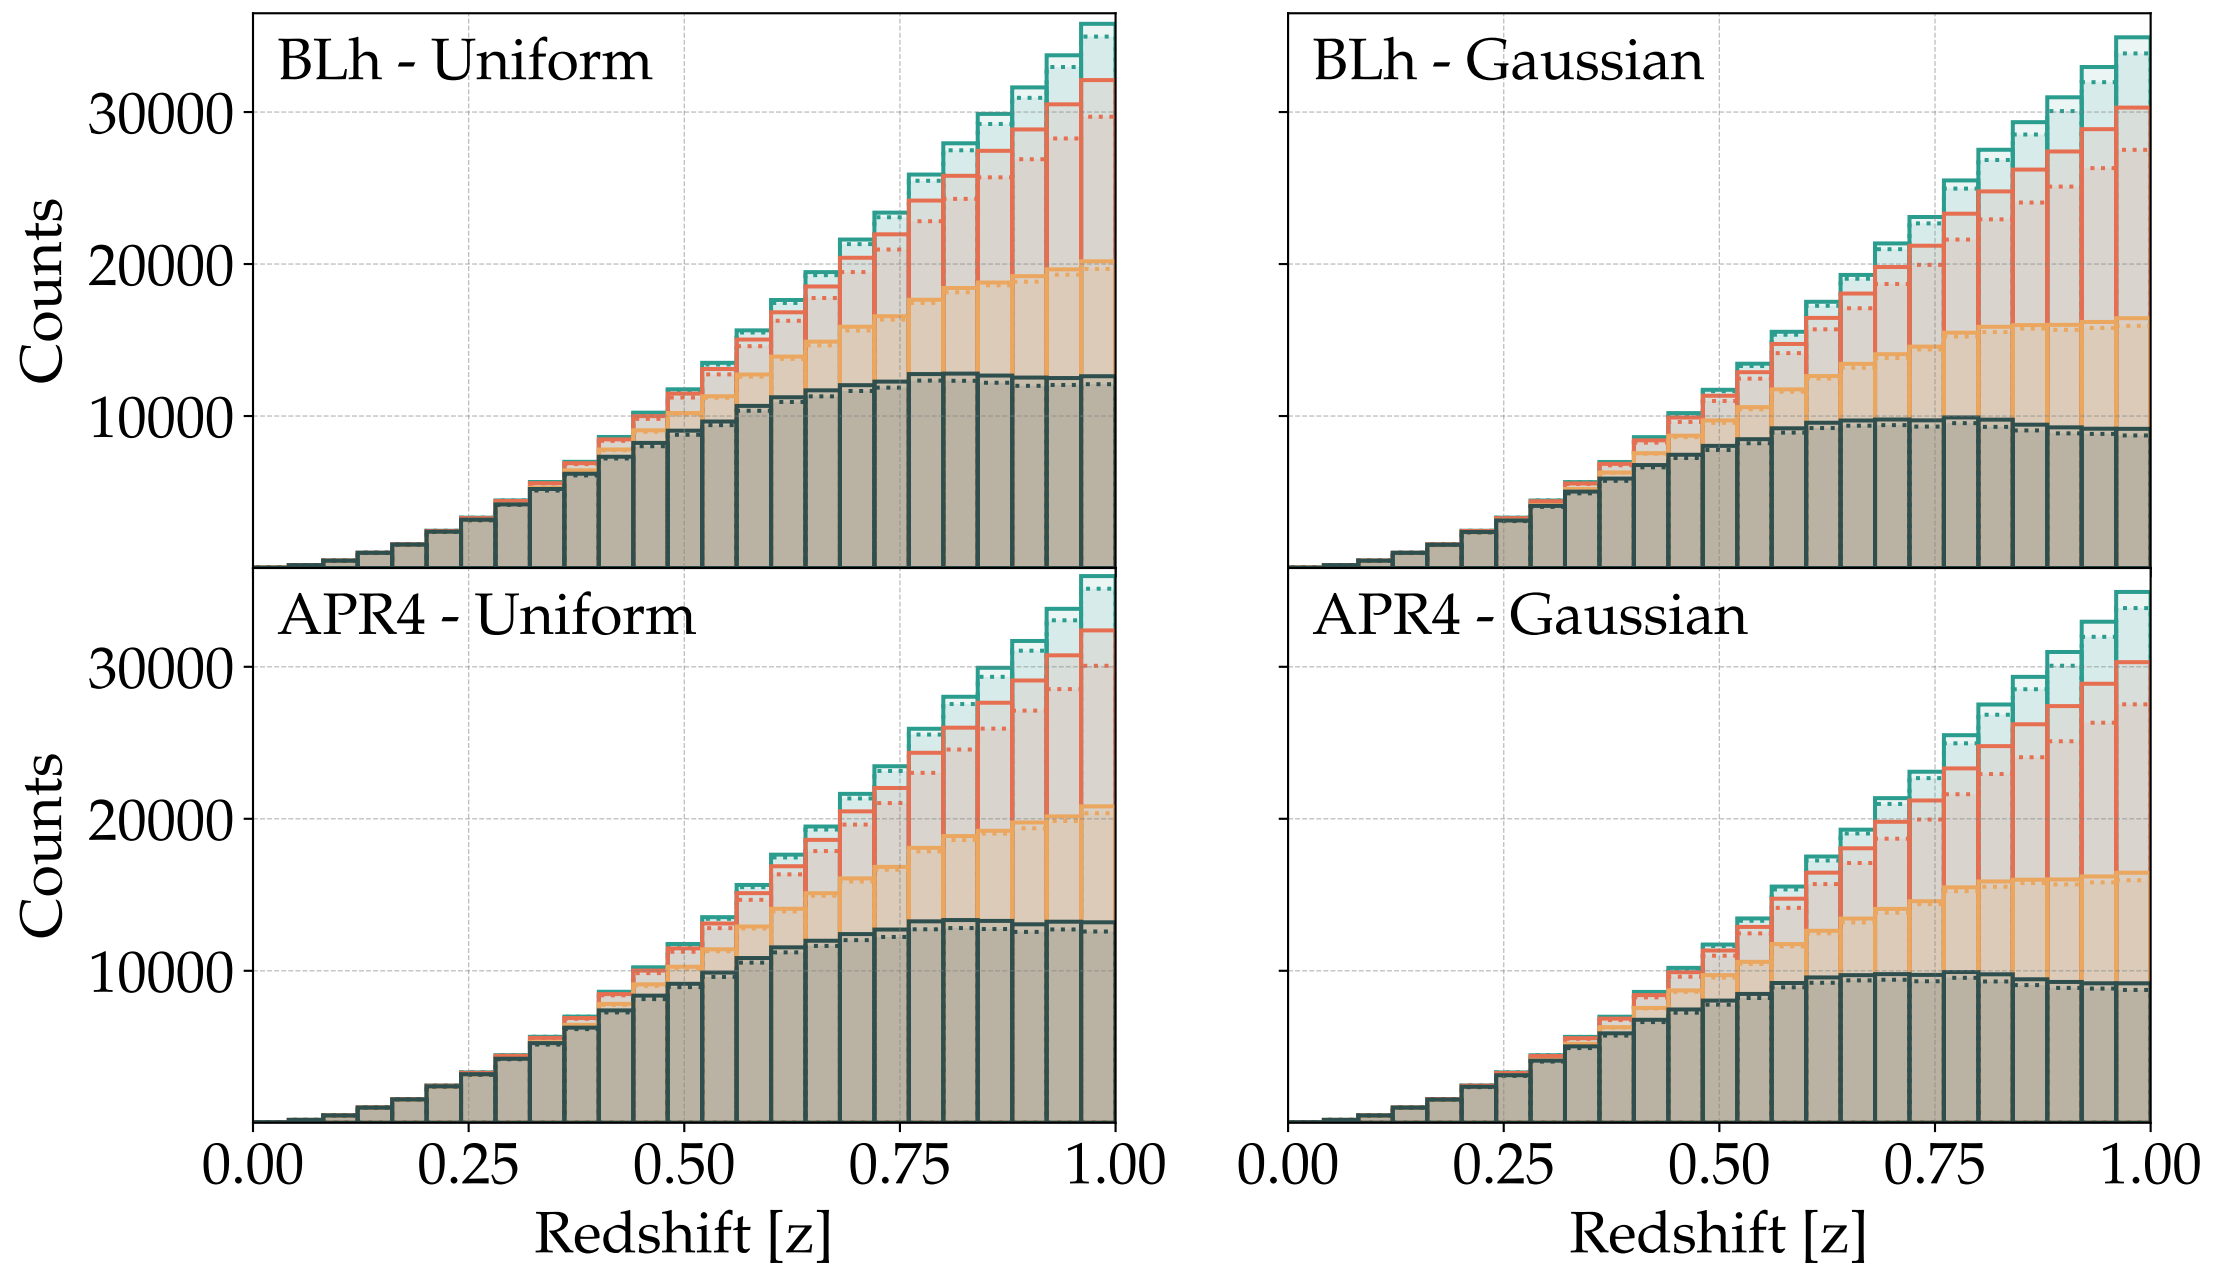 BLh - Uniform
BLh - Gaussian
Counts
30000
20000
10000
APR4 - Uniform
APR4 - Gaussian
Counts
30000
20000
10000
0.00 0.25 0.50 0.75 1.00
0.00 0.25 0.50 0.75 1.00
Redshift [z]
Redshift [z]